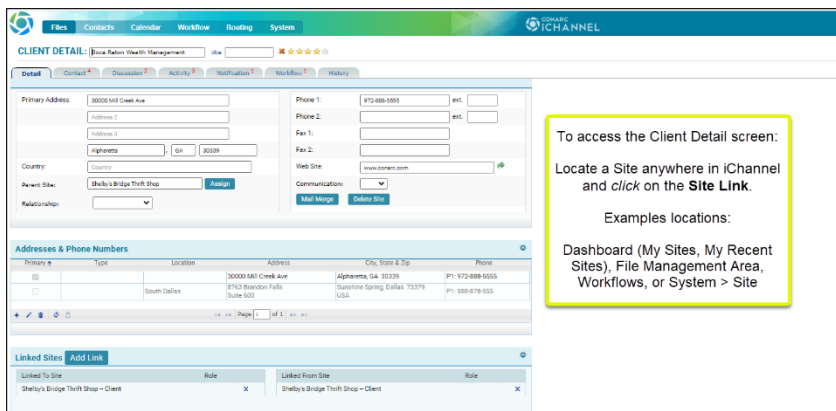 Files Contacts Calendar Workflow Routing System CONARC iCHANNEL
CLIENT DETAIL: Boca Raton Wealth Management dba
Detail Contact 4 Discussion 2 Activity 5 Notification Workflow History
Primary Address: 30000 Mill Creek Ave
Address 2
Address 3
Alpharetta , GA 30339
Country: Country
Parent Site: Shelby's Bridge Thrift Shop Assign
Relationship:
Phone 1: 972-888-5555 ext.
Phone 2: ext.
Fax 1:
Fax 2:
Web Site: www.conarc.com
Communication:
Mail Merge Delete Site
To access the Client Detail screen:
Locate a Site anywhere in iChannel
and click on the Site Link.
Examples locations:
Dashboard (My Sites, My Recent
Sites), File Management Area,
Workflows, or System > Site
Addresses & Phone Numbers
Primary Type Location Address City, State & Zip Phone
30000 Mill Creek Ave Alpharetta, GA 30339 P1: 972-888-5555
South Dallas 8763 Brandon Falls Suite 600 Sunshine Spring, Dallas 73379 USA P1: 888-878-555
Page 1 of 1
Linked Sites Add Link
Linked To Site Role Linked From Site Role
Shelby's Bridge Thrift Shop -- Client x Shelby's Bridge Thrift Shop -- Client x